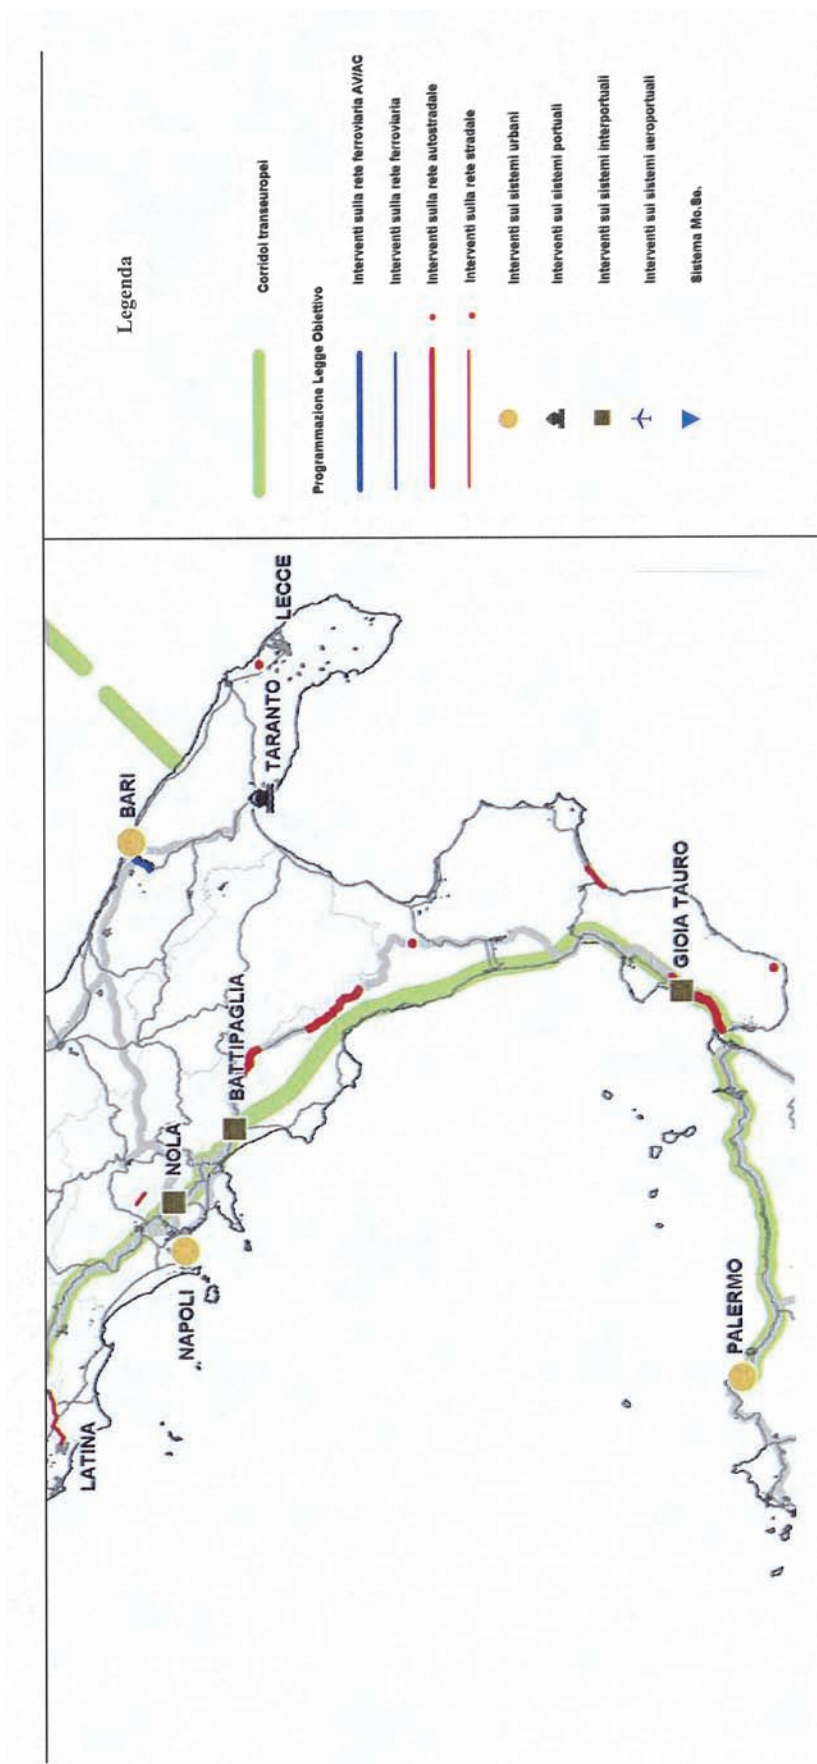 Legenda
Corridoi transeuropei
Programmazione Legge Obiettivo
Interventi sulla rete ferroviaria AV/AC
Interventi sulla rete ferroviaria
Interventi sulla rete autostradale
Interventi sulla rete stradale
Interventi sui sistemi urbani
Interventi sui sistemi portuali
Interventi sui sistemi interportuali
Interventi sui sistemi aeroportuali
Sistema Mo.Se.
LATINA
NAPOLI
NOLA
BATTIPAGLIA
BARI
TARANTO
LECCE
GIOIA TAURO
PALERMO